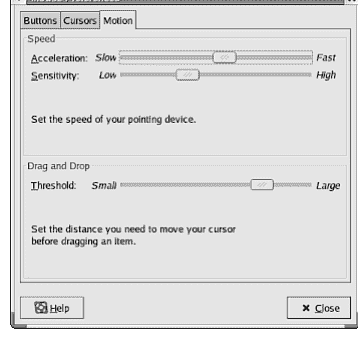 Buttons Cursors Motion
Speed
Acceleration: Slow Fast
Sensitivity: Low High
Set the speed of your pointing device.
Drag and Drop
Threshold: Small Large
Set the distance you need to move your cursor
before dragging an item.
Help Close